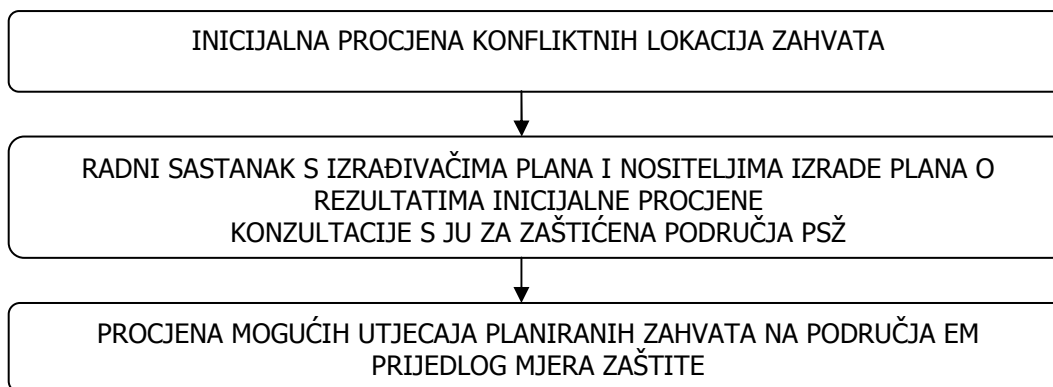 INICIJALNA PROCJENA KONFLIKTNIH LOKACIJA ZAHVATA
RADNI SASTANAK S IZRAĐIVAČIMA PLANA I NOSITELJIMA IZRADE PLANA O
REZULTATIMA INICIJALNE PROCJENE
KONZULTACIJE S JU ZA ZAŠTIĆENA PODRUČJA PSŽ
PROCJENA MOGUĆIH UTJECAJA PLANIRANIH ZAHVATA NA PODRUČJA EM
PRIJEDLOG MJERA ZAŠTITE